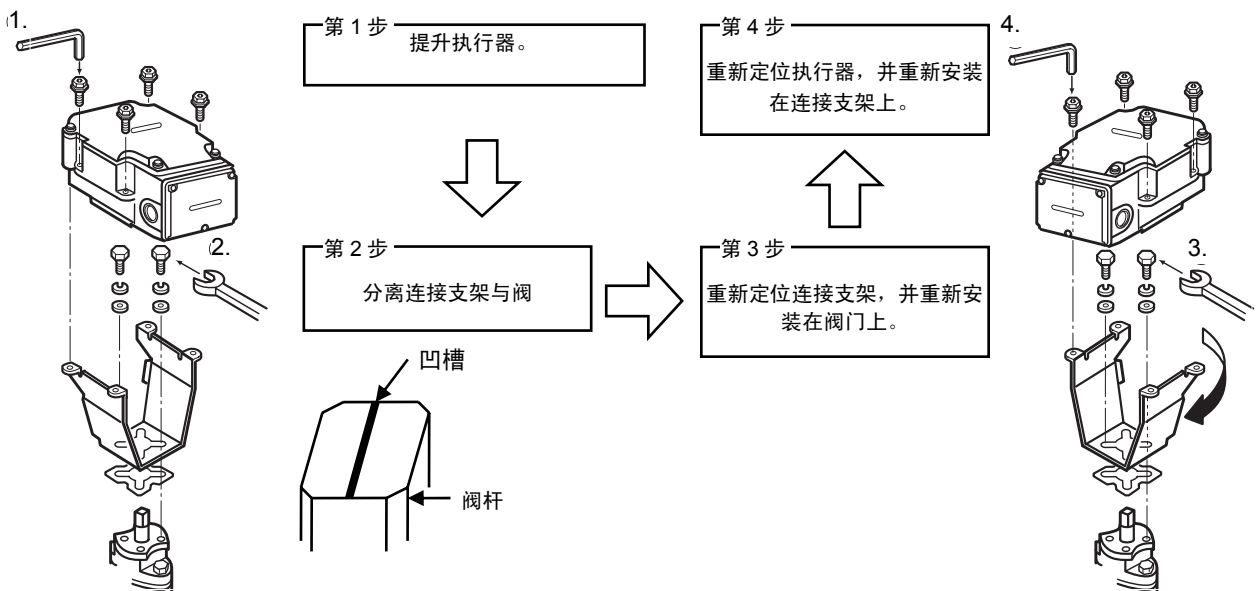 1.
第 1 步
提升执行器。
第 4 步
重新定位执行器，并重新安装
在连接支架上。
4.
2.
第 2 步
分离连接支架与阀
第 3 步
重新定位连接支架，并重新安
装在阀门上。
3.
凹槽
阀杆